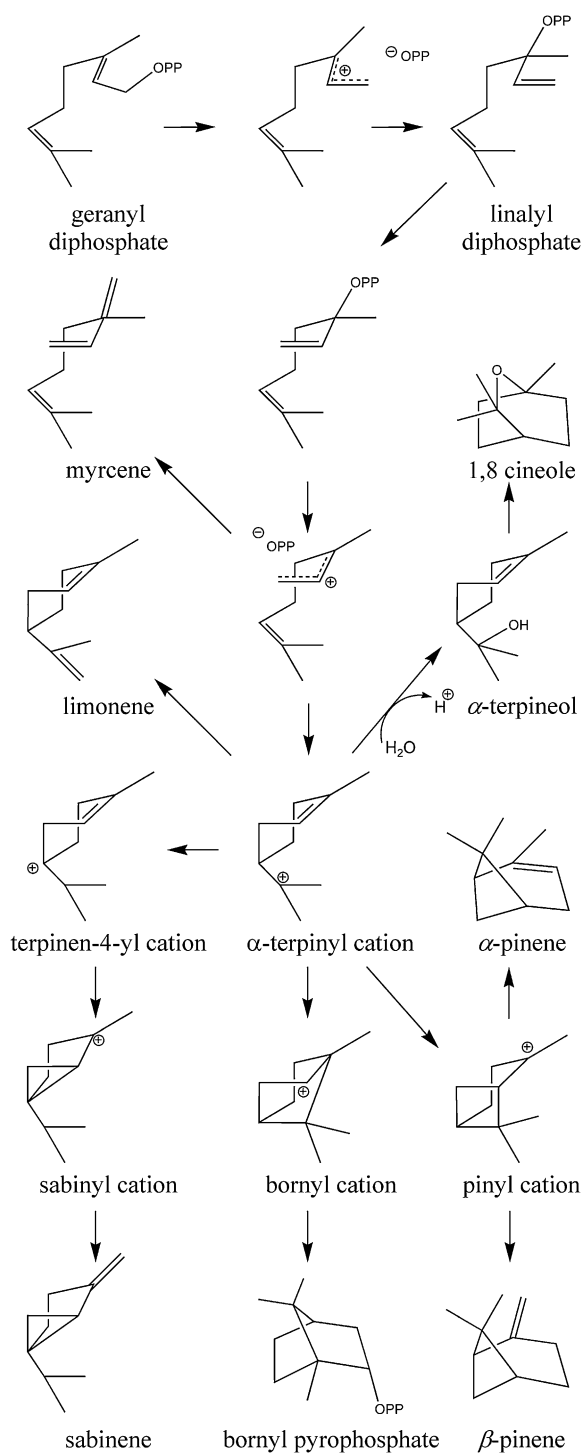 OPP
⊕
⊖OPP
OPP
geranyl
diphosphate
linalyl
diphosphate
OPP
O
myrcene
1,8 cineole
⊖OPP
⊕
OH
limonene
H⊕
H₂O
α-terpineol
⊕
⊕
terpinen-4-yl cation
α-terpinyl cation
α-pinene
⊕
⊕
⊕
sabinyl cation
bornyl cation
pinyl cation
OPP
sabinene
bornyl pyrophosphate
β-pinene